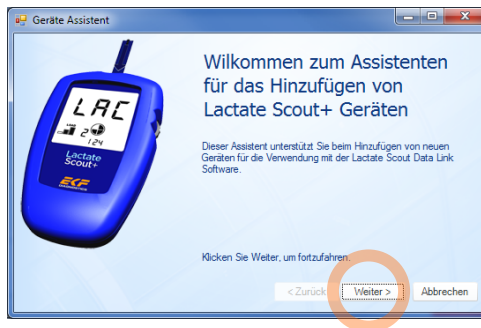 Geräte Assistent
Wilkommen zum Assistenten
für das Hinzufügen von
Lactate Scout+ Geräten
LAC
2
124
Lactate
Scout+
EKF
Dieser Assistent unterstützt Sie beim Hinzufügen von neuen
Geräten für die Verwendung mit der Lactate Scout Data Link
Software.
Klicken Sie Weiter, um fortzufahren.
< Zurück
Weiter >
Abbrechen